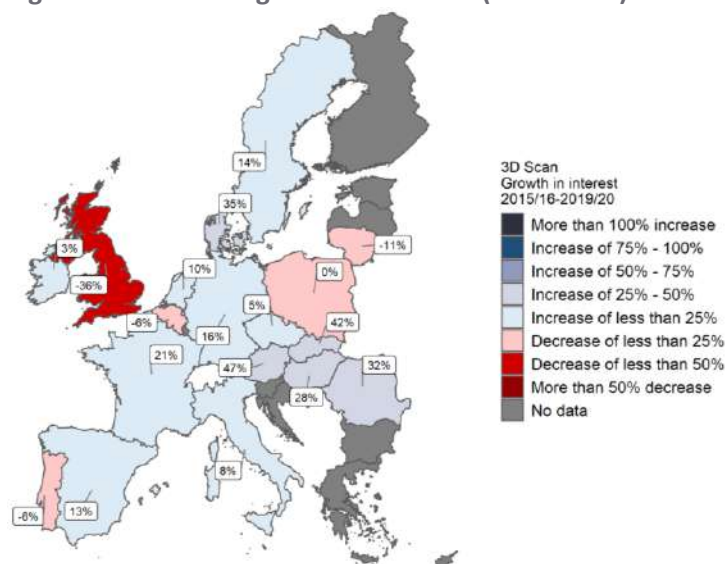 14%
35%
3%
10%
-11%
0%
-36%
5%
-6%
42%
16%
21%
47%
32%
28%
8%
-6%
13%
3D Scan
Growth in interest
2015/16-2019/20
More than 100% increase
Increase of 75% - 100%
Increase of 50% - 75%
Increase of 25% - 50%
Increase of less than 25%
Decrease of less than 25%
Decrease of less than 50%
More than 50% decrease
No data